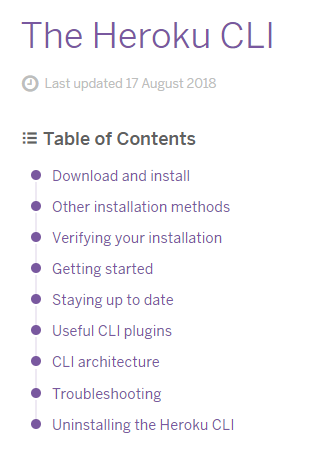 The Heroku CLI
Last updated 17 August 2018
Table of Contents
Download and install
Other installation methods
Verifying your installation
Getting started
Staying up to date
Useful CLI plugins
CLI architecture
Troubleshooting
Uninstalling the Heroku CLI